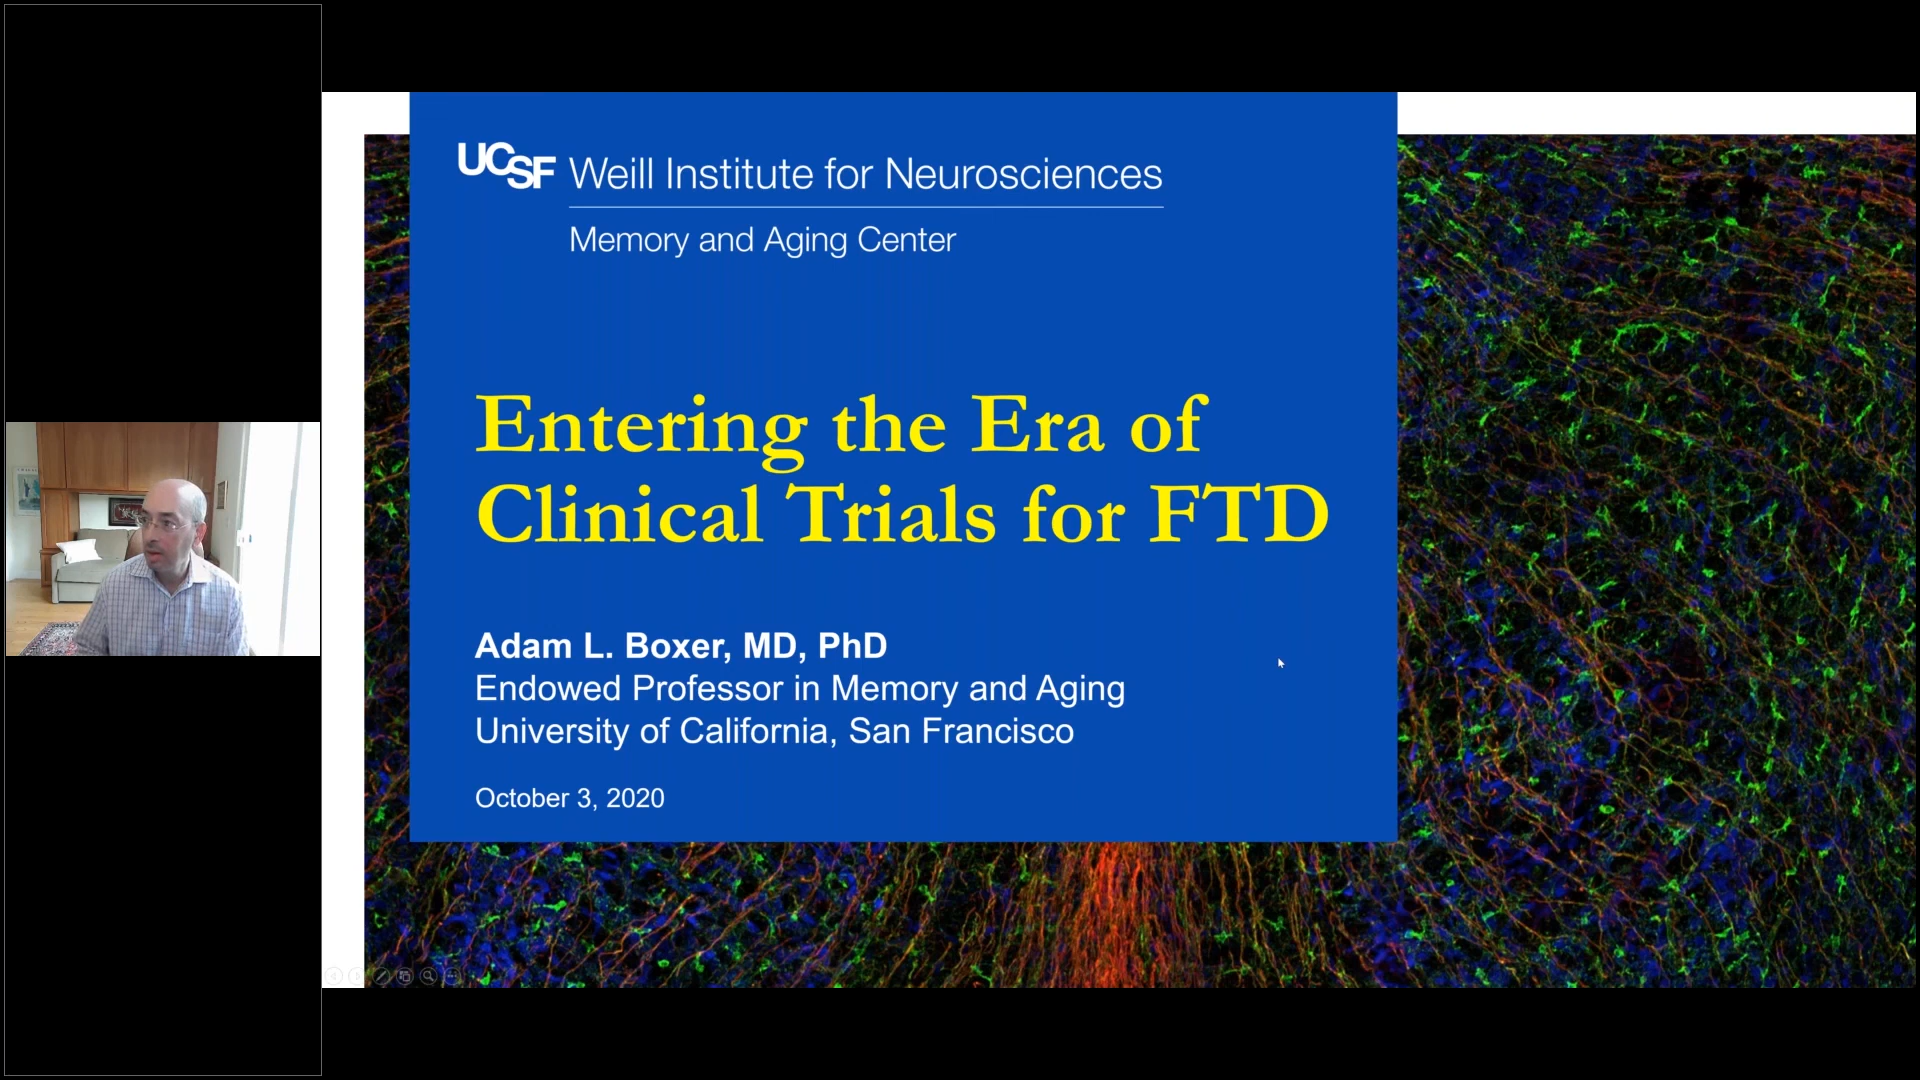 UCSF Weill Institute for Neurosciences
Memory and Aging Center
Entering the Era of
Clinical Trials for FTD
Adam L. Boxer, MD, PhD
Endowed Professor in Memory and Aging
University of California, San Francisco
October 3, 2020